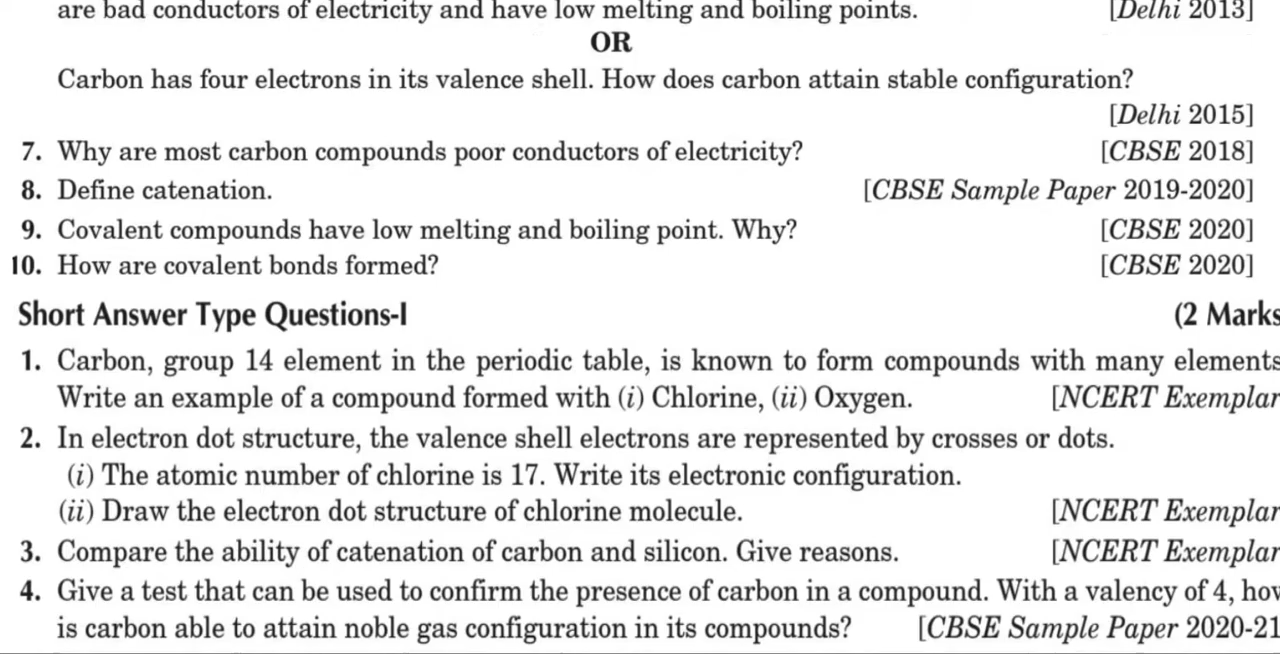 are bad conductors of electricity and have low melting and boiling points. [Delhi 2013]
OR
Carbon has four electrons in its valence shell. How does carbon attain stable configuration?
[Delhi 2015]
7. Why are most carbon compounds poor conductors of electricity? [CBSE 2018]
8. Define catenation. [CBSE Sample Paper 2019-2020]
9. Covalent compounds have low melting and boiling point. Why? [CBSE 2020]
10. How are covalent bonds formed? [CBSE 2020]
Short Answer Type Questions-I (2 Marks
1. Carbon, group 14 element in the periodic table, is known to form compounds with many elements
Write an example of a compound formed with (i) Chlorine, (ii) Oxygen. [NCERT Exemplar
2. In electron dot structure, the valence shell electrons are represented by crosses or dots.
(i) The atomic number of chlorine is 17. Write its electronic configuration.
(ii) Draw the electron dot structure of chlorine molecule. [NCERT Exemplar
3. Compare the ability of catenation of carbon and silicon. Give reasons. [NCERT Exemplar
4. Give a test that can be used to confirm the presence of carbon in a compound. With a valency of 4, how
is carbon able to attain noble gas configuration in its compounds? [CBSE Sample Paper 2020-21